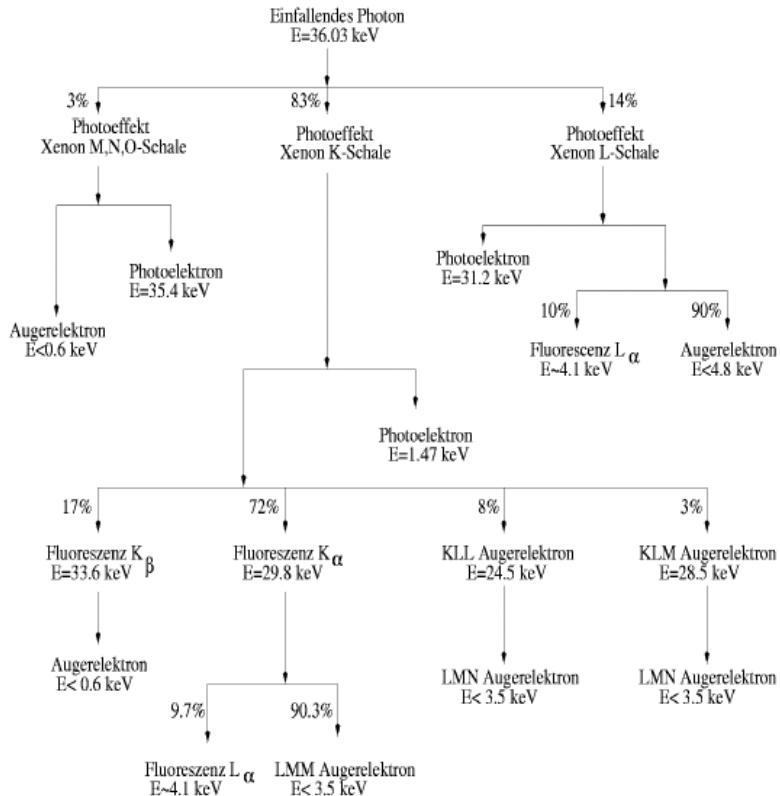 Einfallendes Photon
E=36.03 keV
3%
83%
14%
Photoeffekt
Xenon M,N,O-Schale
Photoeffekt
Xenon K-Schale
Photoeffekt
Xenon L-Schale
Photoelektron
E=35.4 keV
Augerelektron
E<0.6 keV
Photoelektron
E=31.2 keV
10%
90%
Fluorescenz L α
E~4.1 keV
Augerelektron
E<4.8 keV
Photoelektron
E=1.47 keV
17%
72%
8%
3%
Fluoreszenz K β
E=33.6 keV
Fluoreszenz K α
E=29.8 keV
KLL Augerelektron
E=24.5 keV
KLM Augerelektron
E=28.5 keV
Augerelektron
E< 0.6 keV
LMN Augerelektron
E< 3.5 keV
LMN Augerelektron
E< 3.5 keV
9.7%
90.3%
Fluoreszenz L α
E~4.1 keV
LMM Augerelektron
E< 3.5 keV